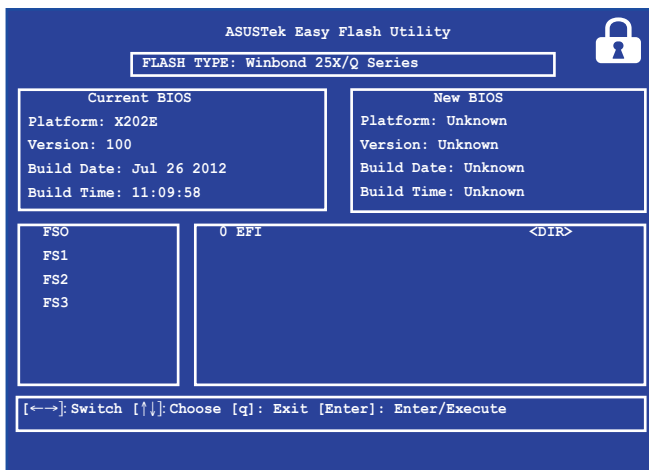 ASUSTek Easy Flash Utility
FLASH TYPE: Winbond 25X/Q Series
Current BIOS
Platform: X202E
Version: 100
Build Date: Jul 26 2012
Build Time: 11:09:58
New BIOS
Platform: Unknown
Version: Unknown
Build Date: Unknown
Build Time: Unknown
FSO
FS1
FS2
FS3
0 EFI <DIR>
[←→]: Switch [↑↓]: Choose [q]: Exit [Enter]: Enter/Execute